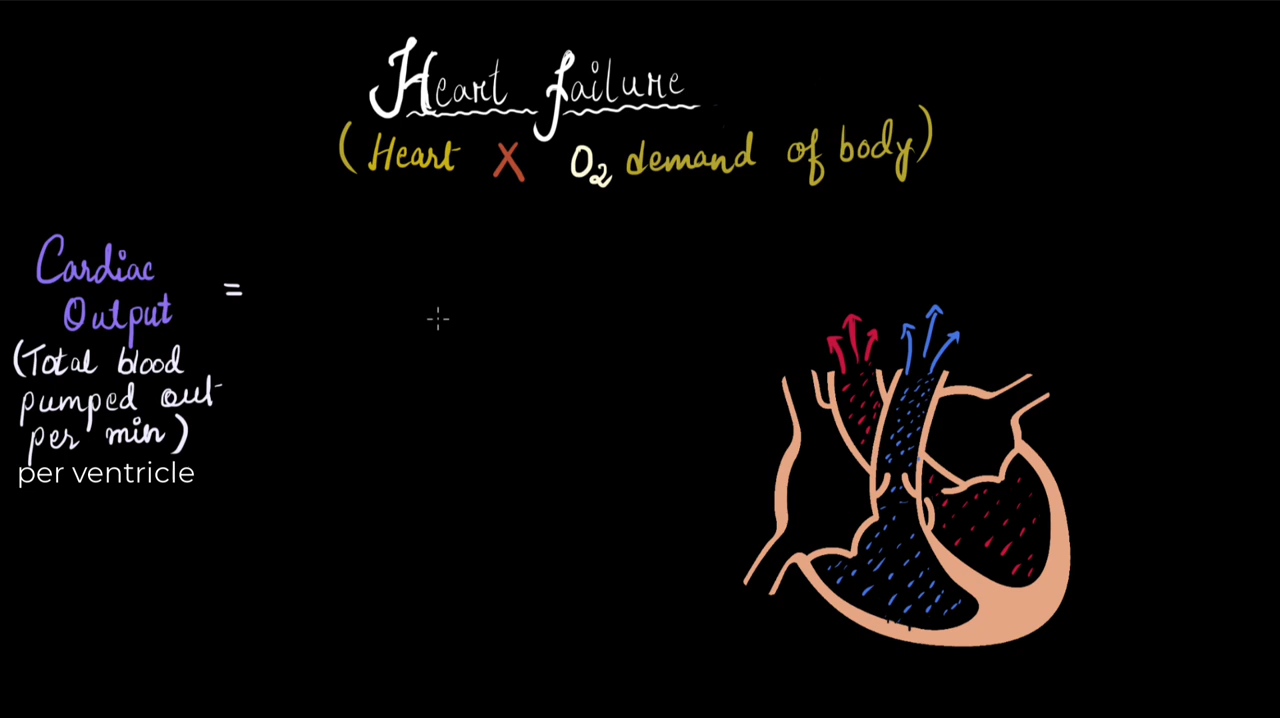 Heart failure
(Heart X O₂ demand of body)
Cardiac
Output =
(Total blood
pumped out
per min)
per ventricle